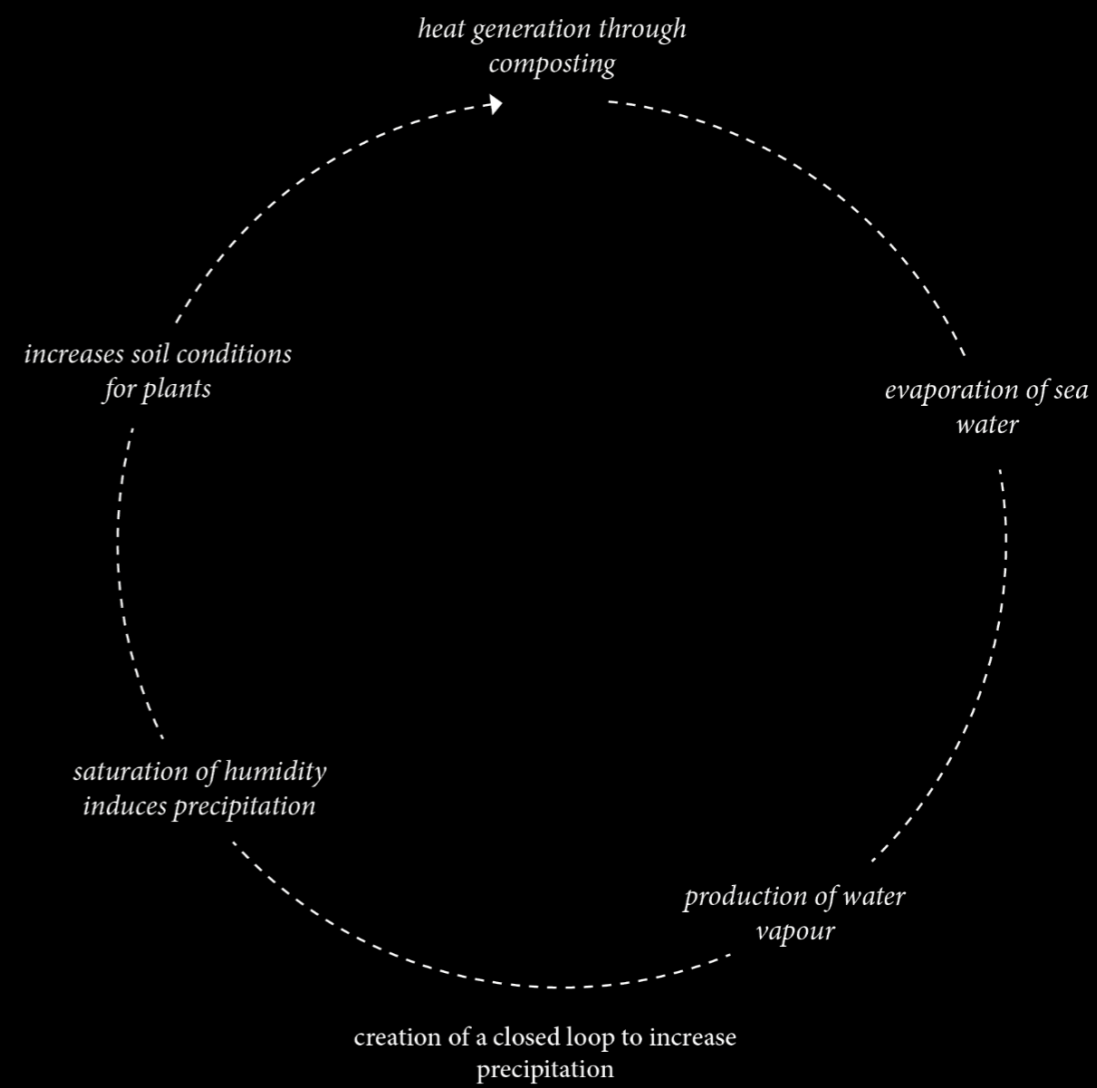 heat generation through
composting
evaporation of sea
water
production of water
vapour
saturation of humidity
induces precipitation
increases soil conditions
for plants
creation of a closed loop to increase
precipitation